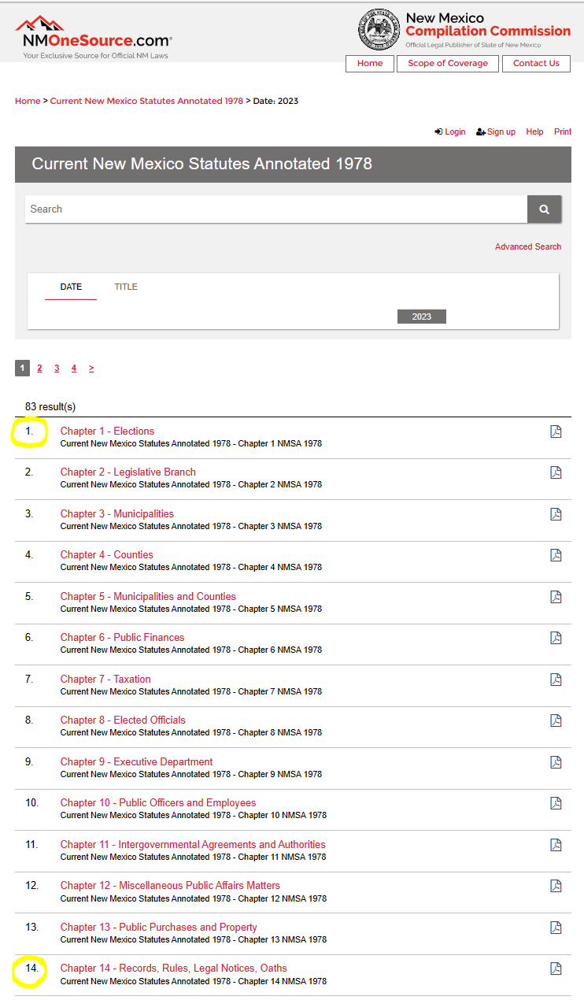 NMOneSource.com®
Your Exclusive Source for Official NM Laws
New Mexico
Compilation Commission
Official Legal Publisher of State of New Mexico
Home Scope of Coverage Contact Us
Home > Current New Mexico Statutes Annotated 1978 > Date: 2023
Login Sign up Help Print
Current New Mexico Statutes Annotated 1978
Search
Advanced Search
DATE TITLE
2023
1 2 3 4 >
83 result(s)
1. Chapter 1 - Elections
Current New Mexico Statutes Annotated 1978 - Chapter 1 NMSA 1978
2. Chapter 2 - Legislative Branch
Current New Mexico Statutes Annotated 1978 - Chapter 2 NMSA 1978
3. Chapter 3 - Municipalities
Current New Mexico Statutes Annotated 1978 - Chapter 3 NMSA 1978
4. Chapter 4 - Counties
Current New Mexico Statutes Annotated 1978 - Chapter 4 NMSA 1978
5. Chapter 5 - Municipalities and Counties
Current New Mexico Statutes Annotated 1978 - Chapter 5 NMSA 1978
6. Chapter 6 - Public Finances
Current New Mexico Statutes Annotated 1978 - Chapter 6 NMSA 1978
7. Chapter 7 - Taxation
Current New Mexico Statutes Annotated 1978 - Chapter 7 NMSA 1978
8. Chapter 8 - Elected Officials
Current New Mexico Statutes Annotated 1978 - Chapter 8 NMSA 1978
9. Chapter 9 - Executive Department
Current New Mexico Statutes Annotated 1978 - Chapter 9 NMSA 1978
10. Chapter 10 - Public Officers and Employees
Current New Mexico Statutes Annotated 1978 - Chapter 10 NMSA 1978
11. Chapter 11 - Intergovernmental Agreements and Authorities
Current New Mexico Statutes Annotated 1978 - Chapter 11 NMSA 1978
12. Chapter 12 - Miscellaneous Public Affairs Matters
Current New Mexico Statutes Annotated 1978 - Chapter 12 NMSA 1978
13. Chapter 13 - Public Purchases and Property
Current New Mexico Statutes Annotated 1978 - Chapter 13 NMSA 1978
14. Chapter 14 - Records, Rules, Legal Notices, Oaths
Current New Mexico Statutes Annotated 1978 - Chapter 14 NMSA 1978